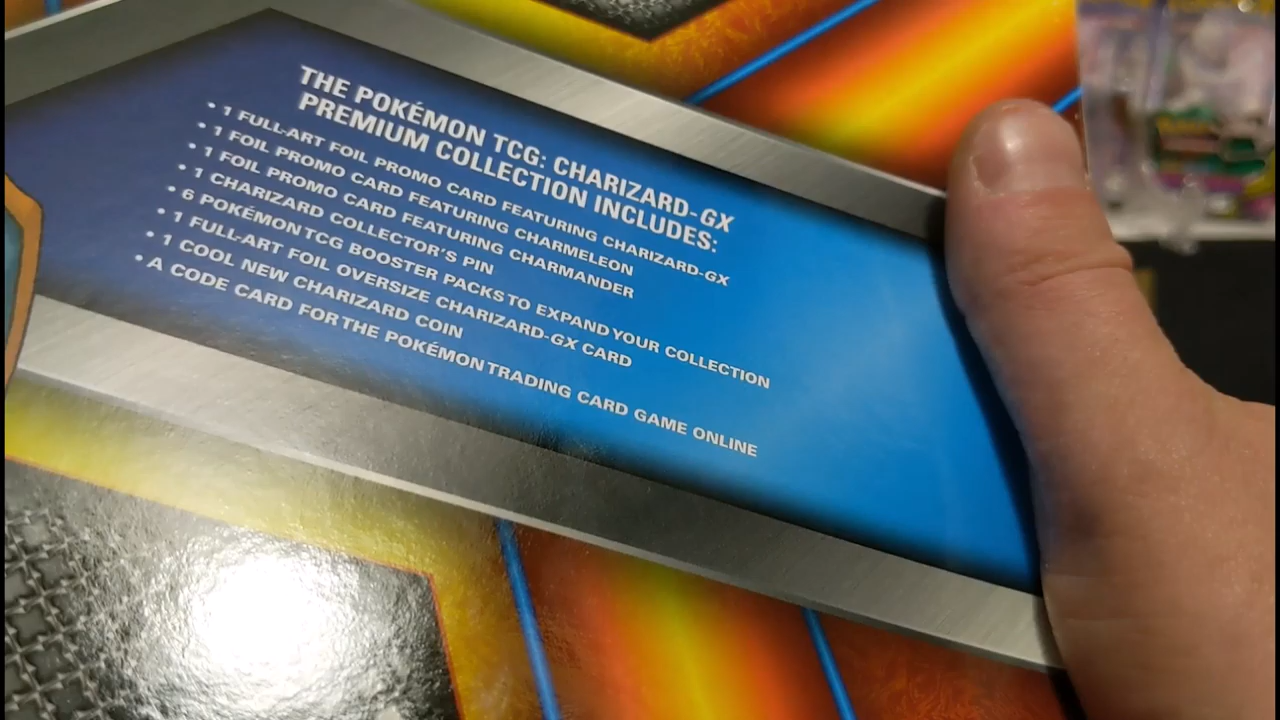 THE POKÉMON TCG: CHARIZARD-GX
PREMIUM COLLECTION INCLUDES:
• 1 FULL-ART FOIL PROMO CARD FEATURING CHARIZARD-GX
• 1 FOIL PROMO CARD FEATURING CHARMELEON
• 1 FOIL PROMO CARD FEATURING CHARMANDER
• 1 CHARIZARD COLLECTOR'S PIN
• 6 POKÉMON TCG BOOSTER PACKS TO EXPAND YOUR COLLECTION
• 1 FULL-ART FOIL OVERSIZE CHARIZARD-GX CARD
• 1 COOL NEW CHARIZARD COIN
• A CODE CARD FOR THE POKÉMON TRADING CARD GAME ONLINE